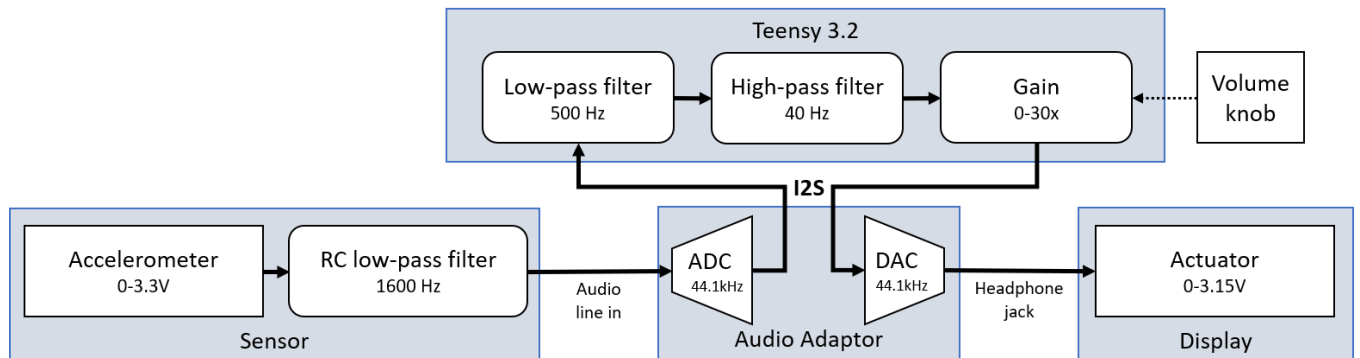 Teensy 3.2
Low-pass filter
500 Hz
High-pass filter
40 Hz
Gain
0-30x
Volume
knob
I2S
Accelerometer
0-3.3V
RC low-pass filter
1600 Hz
Sensor
Audio
line in
ADC
44.1kHz
DAC
44.1kHz
Audio Adaptor
Headphone
jack
Actuator
0-3.15V
Display